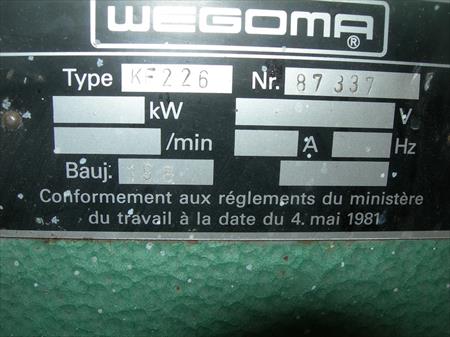 WEGOMA ®
Type KF226 Nr. 87337
kW V
/min A Hz
Bauj.
Conformement aux réglements du ministère
du travail à la date du 4. mai 1981